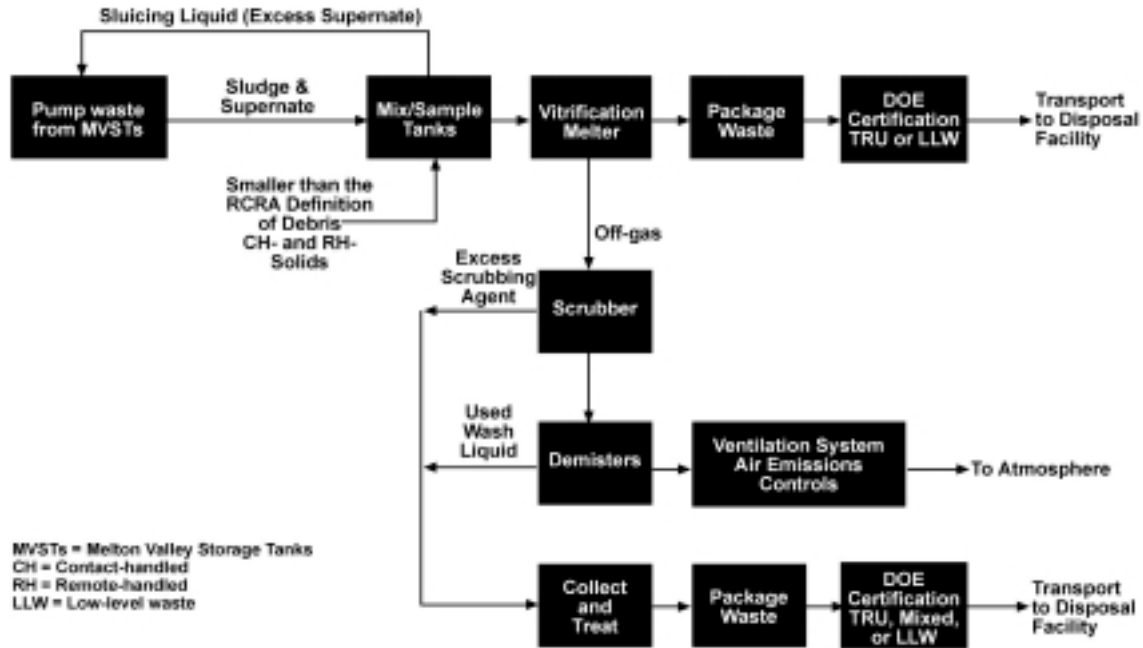 Sluicing Liquid (Excess Supernate)
Pump waste
from MVSTs
Sludge &
Supernate
Mix/Sample
Tanks
Vitrification
Melter
Package
Waste
DOE
Certification
TRU or LLW
Transport
to Disposal
Facility
Smaller than the
RCRA Definition
of Debris
CH- and RH-
Solids
Off-gas
Excess
Scrubbing
Agent
Scrubber
Used
Wash
Liquid
Demisters
Ventilation System
Air Emissions
Controls
To Atmosphere
MVSTs = Melton Valley Storage Tanks
CH = Contact-handled
RH = Remote-handled
LLW = Low-level waste
Collect
and
Treat
Package
Waste
DOE
Certification
TRU, Mixed,
or LLW
Transport
to Disposal
Facility